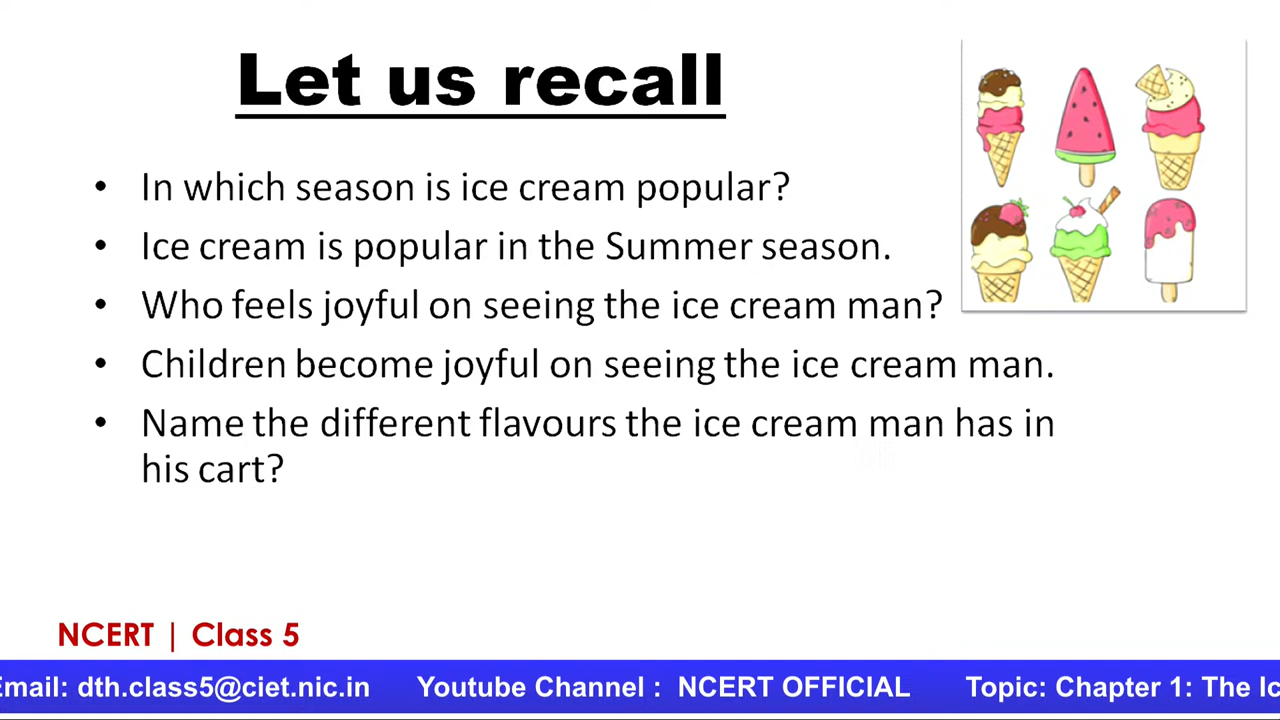 Let us recall
• In which season is ice cream popular?
• Ice cream is popular in the Summer season.
• Who feels joyful on seeing the ice cream man?
• Children become joyful on seeing the ice cream man.
• Name the different flavours the ice cream man has in
his cart?
NCERT | Class 5
Email: dth.class5@ciet.nic.in Youtube Channel : NCERT OFFICIAL Topic: Chapter 1: The